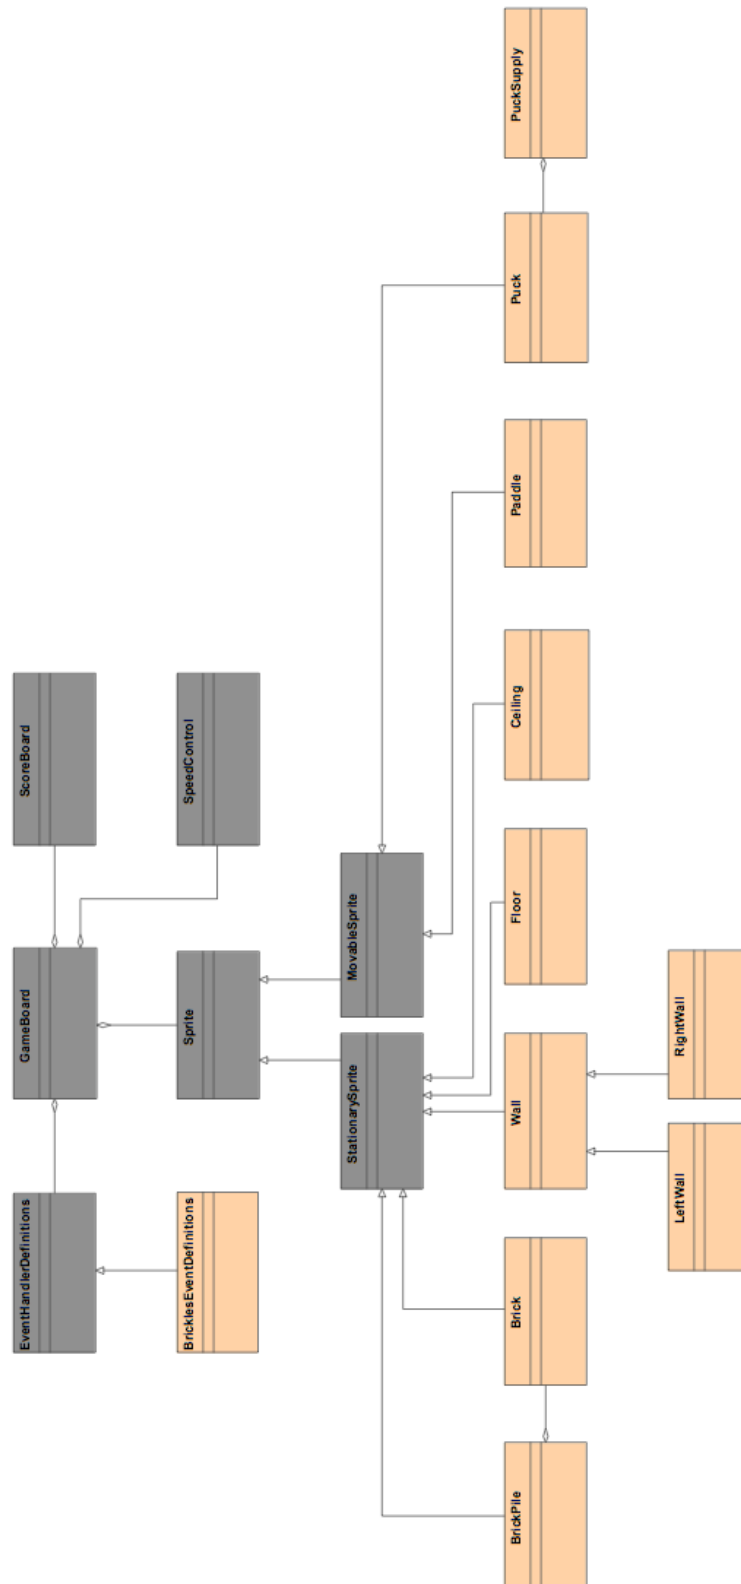 EventHandlerDefinitions
GameBoard
ScoreBoard
BricklesEventDefinitions
Sprite
SpeedControl
StationarySprite
MovableSprite
BrickPile
Brick
Wall
Floor
Ceiling
Paddle
Puck
PuckSupply
LeftWall
RightWall